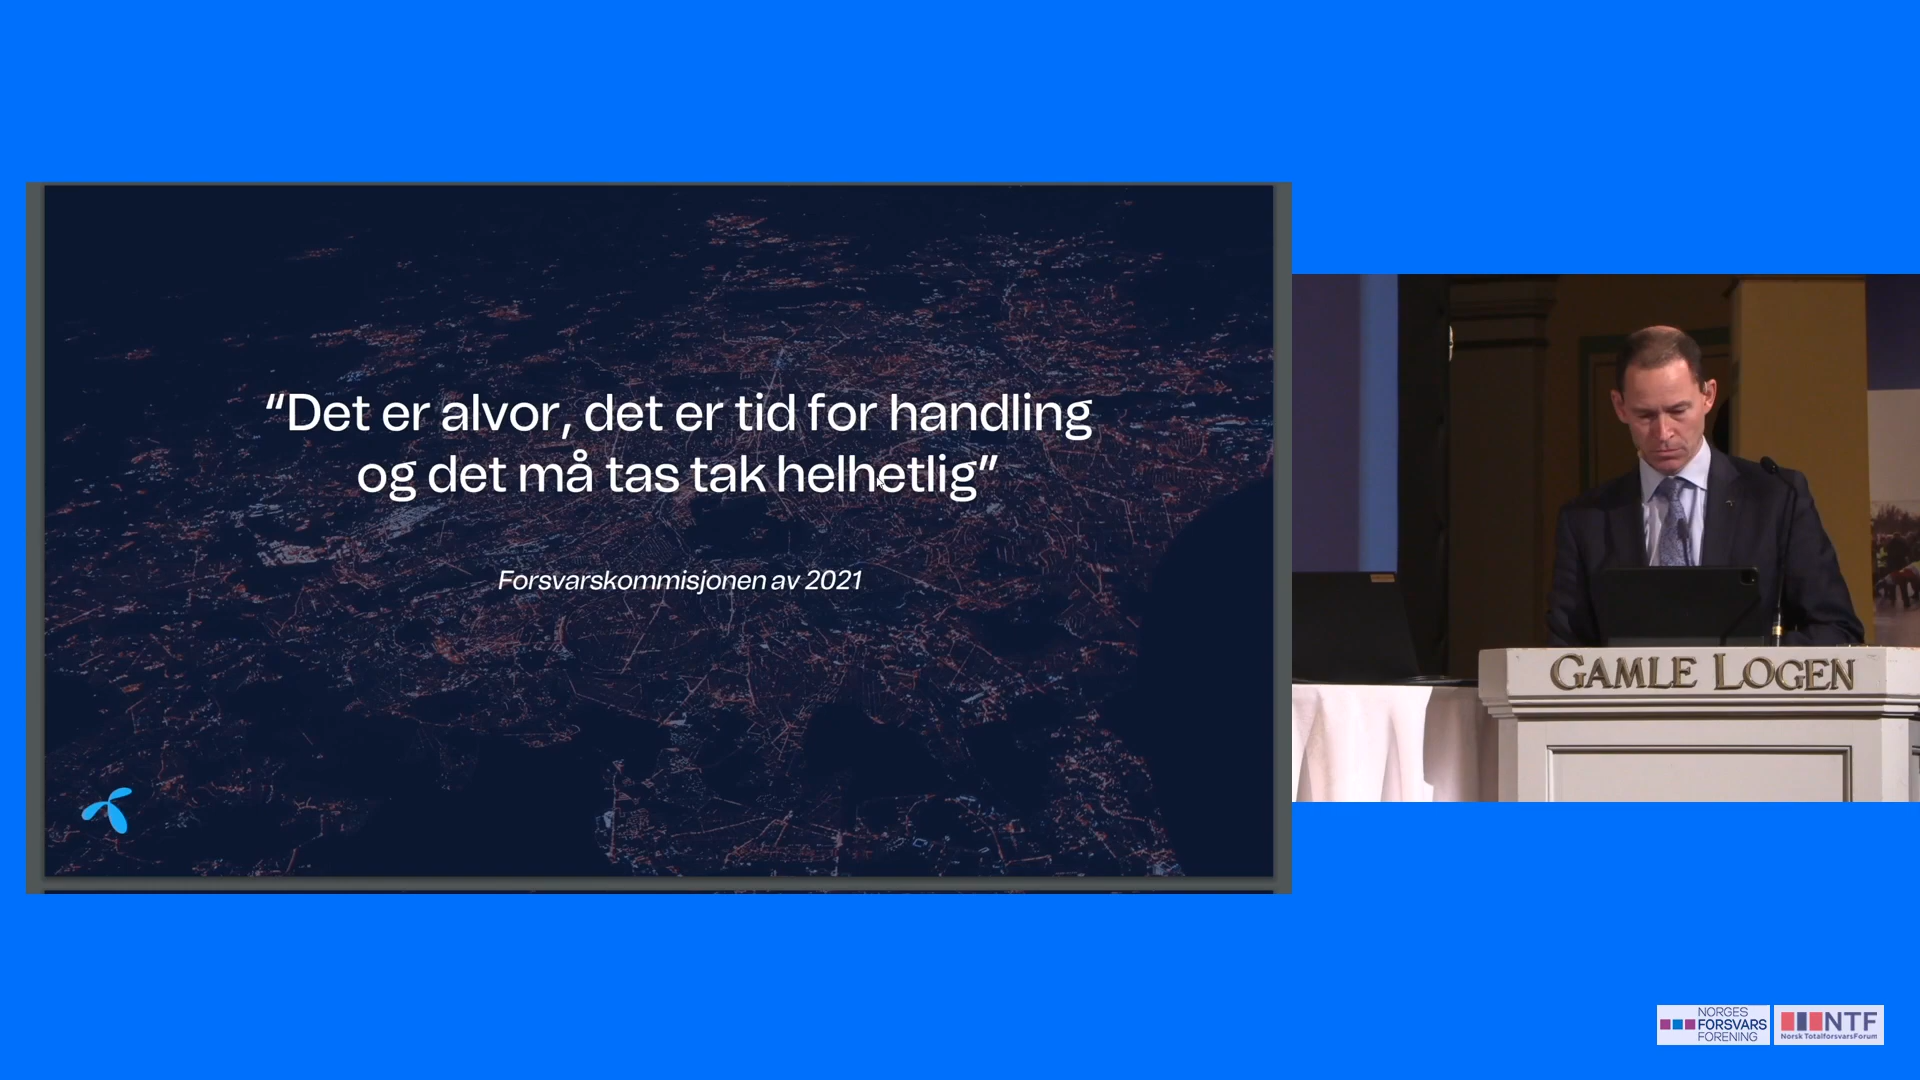 “Det er alvor, det er tid for handling
og det må tas tak helhetlig”
Forsvarskommisjonen av 2021
GAMLE LOGEN
NORGES
FORSVARS
FORENING
NTF
Norsk TotalforsvarsForum